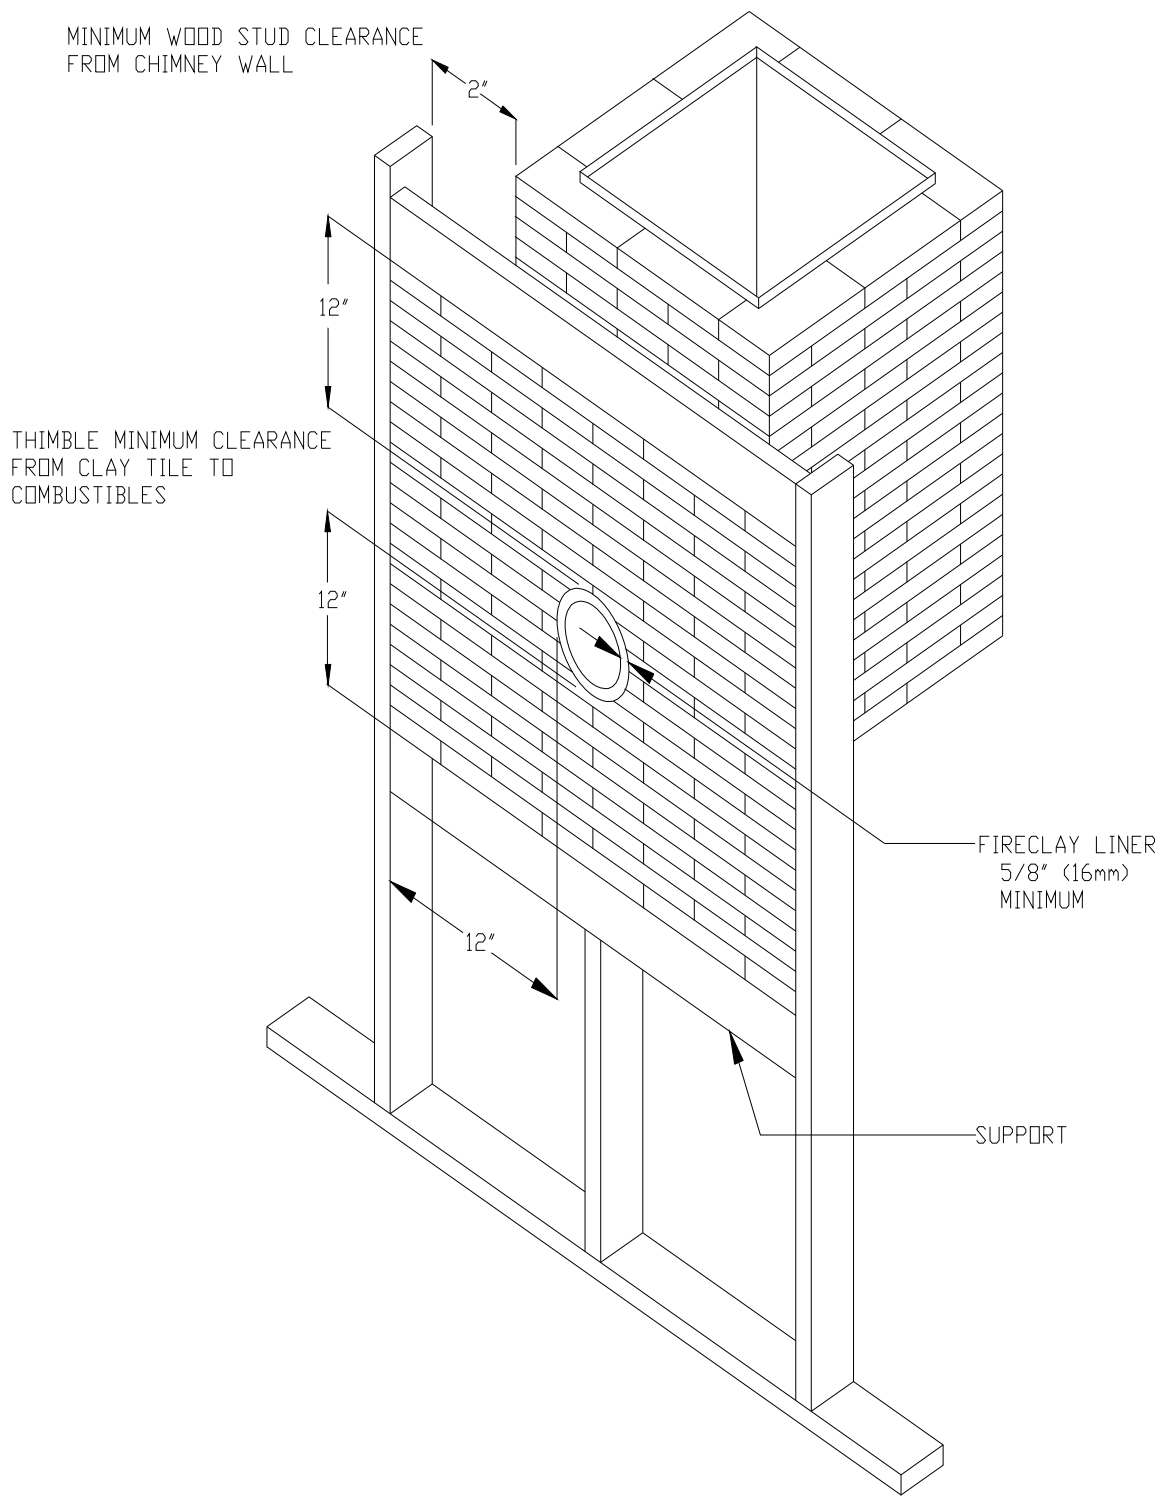 MINIMUM WOOD STUD CLEARANCE
FROM CHIMNEY WALL
2"
12"
THIMBLE MINIMUM CLEARANCE
FROM CLAY TILE TO
COMBUSTIBLES
12"
FIRECLAY LINER
5/8" (16mm)
MINIMUM
12"
SUPPORT